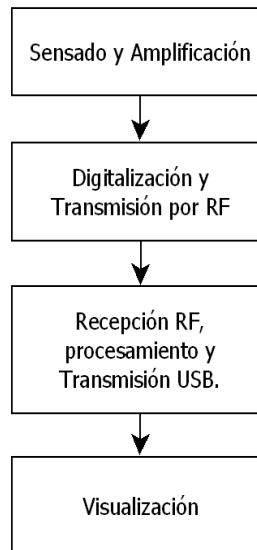 Sensado y Amplificación
Digitalización y
Transmisión por RF
Recepción RF,
procesamiento y
Transmisión USB.
Visualización